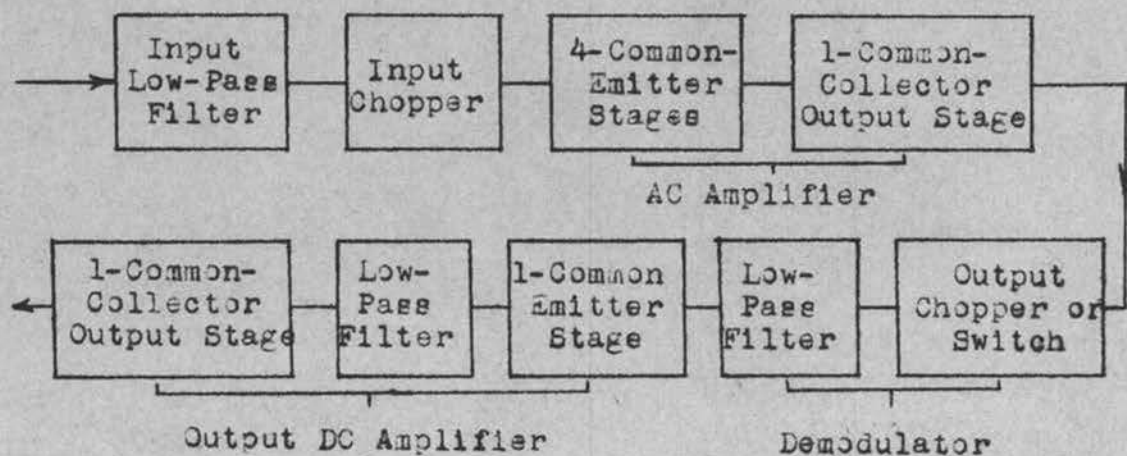 Input
Low-Pass
Filter
Input
Chopper
4-Common-
Emitter
Stages
1-Common-
Collector
Output Stage
AC Amplifier
1-Common-
Collector
Output Stage
Low-
Pass
Filter
1-Common
Emitter
Stage
Low-
Pass
Filter
Output
Chopper or
Switch
Output DC Amplifier
Demodulator